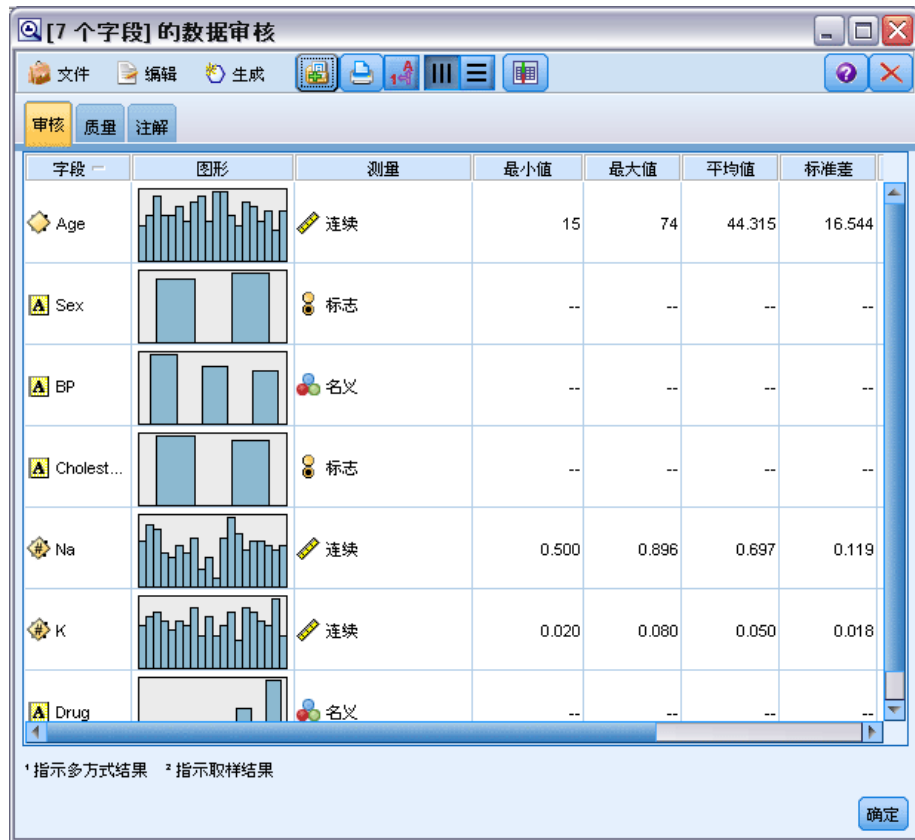 [7 个字段] 的数据审核
文件 编辑 生成
审核 质量 注解
字段 图形 测量 最小值 最大值 平均值 标准差
Age 连续 15 74 44.315 16.544
A Sex 标志 -- -- -- --
A BP 名义 -- -- -- --
A Cholest... 标志 -- -- -- --
# Na 连续 0.500 0.896 0.697 0.119
# K 连续 0.020 0.080 0.050 0.018
A Drug 名义 -- -- -- --
¹ 指示多方式结果 ² 指示取样结果
确定